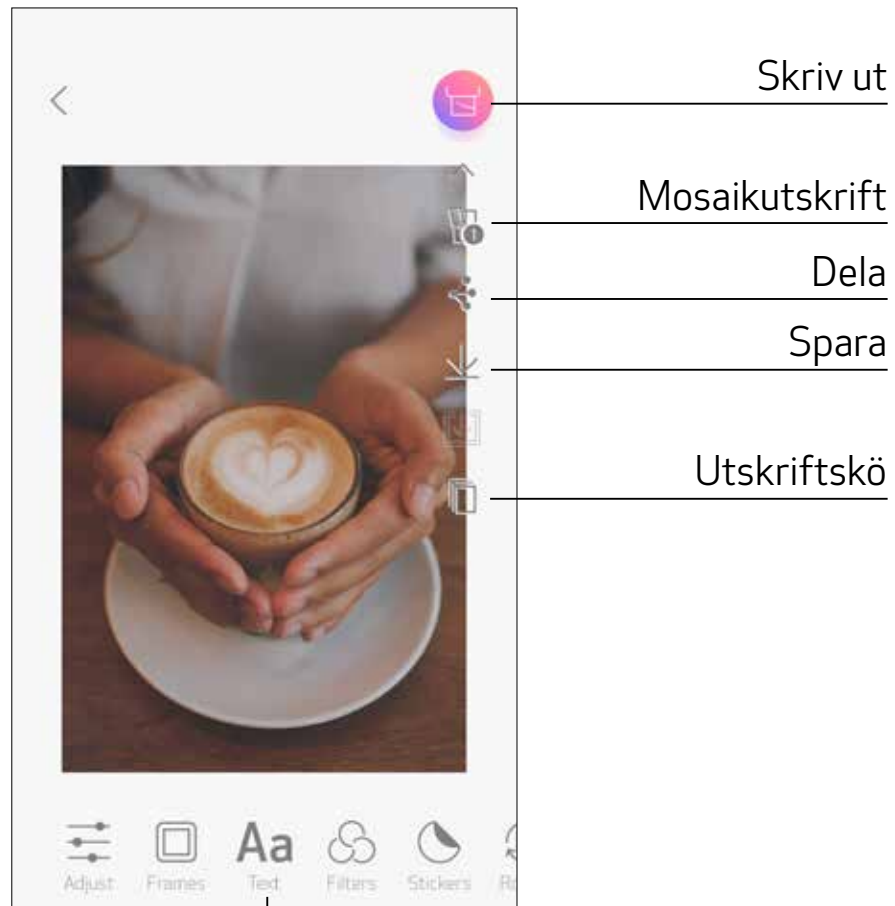 Skriv ut
Mosaikutskrift
Dela
Spara
Utskriftskö
Aa
Adjust Frames Text Filters Stickers